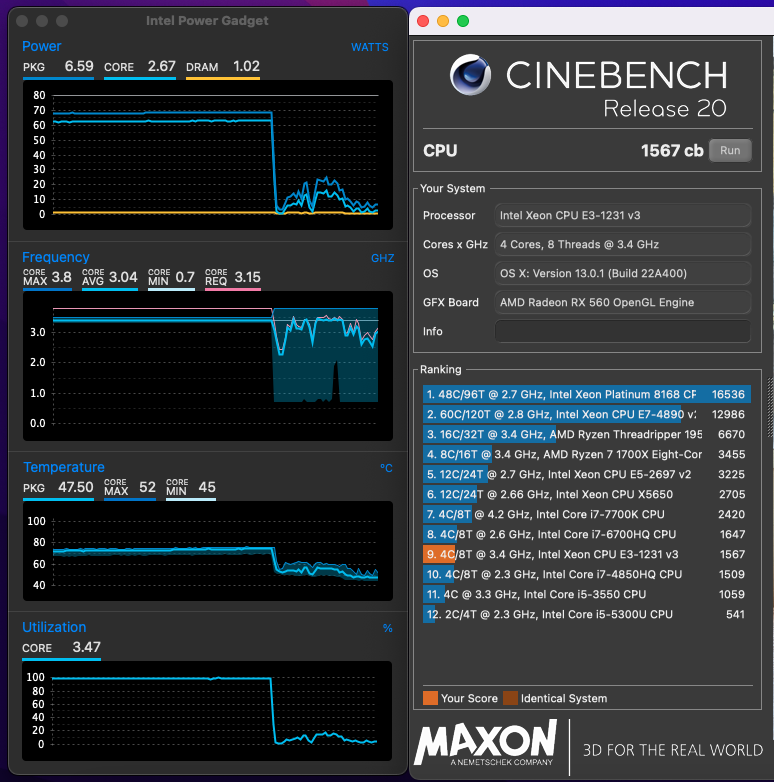 Intel Power Gadget
Power
WATTS
PKG 6.59 CORE 2.67 DRAM 1.02
80
70
60
50
40
30
20
10
0
Frequency
GHZ
CORE MAX 3.8 CORE AVG 3.04 CORE MIN 0.7 CORE REQ 3.15
3.0
2.0
1.0
0.0
Temperature
ºC
PKG 47.50 CORE MAX 52 CORE MIN 45
100
80
60
40
Utilization
%
CORE 3.47
100
80
60
40
20
0
CINEBENCH
Release 20
CPU 1567 cb Run
Your System
Processor Intel Xeon CPU E3-1231 v3
Cores x GHz 4 Cores, 8 Threads @ 3.4 GHz
OS OS X: Version 13.0.1 (Build 22A400)
GFX Board AMD Radeon RX 560 OpenGL Engine
Info
Ranking
1. 48C/96T @ 2.7 GHz, Intel Xeon Platinum 8168 CP 16536
2. 60C/120T @ 2.8 GHz, Intel Xeon CPU E7-4890 v 12986
3. 16C/32T @ 3.4 GHz, AMD Ryzen Threadripper 195 6670
4. 8C/16T @ 3.4 GHz, AMD Ryzen 7 1700X Eight-Cor 3455
5. 12C/24T @ 2.7 GHz, Intel Xeon CPU E5-2697 v2 3225
6. 12C/24T @ 2.66 GHz, Intel Xeon CPU X5650 2705
7. 4C/8T @ 4.2 GHz, Intel Core i7-7700K CPU 2420
8. 4C/8T @ 2.6 GHz, Intel Core i7-6700HQ CPU 1647
9. 4C/8T @ 3.4 GHz, Intel Xeon CPU E3-1231 v3 1567
10. 4C/8T @ 2.3 GHz, Intel Core i7-4850HQ CPU 1509
11. 4C @ 3.3 GHz, Intel Core i5-3550 CPU 1059
12. 2C/4T @ 2.3 GHz, Intel Core i5-5300U CPU 541
Your Score Identical System
MAXON
A NEMETSCHEK COMPANY
3D FOR THE REAL WORLD